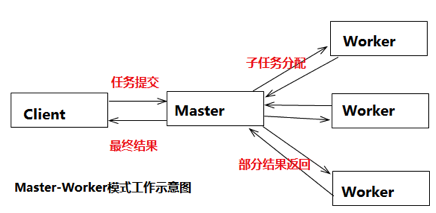 Worker
子任务分配
任务提交
Client
Master
Worker
最终结果
部分结果返回
Master-Worker模式工作示意图
Worker